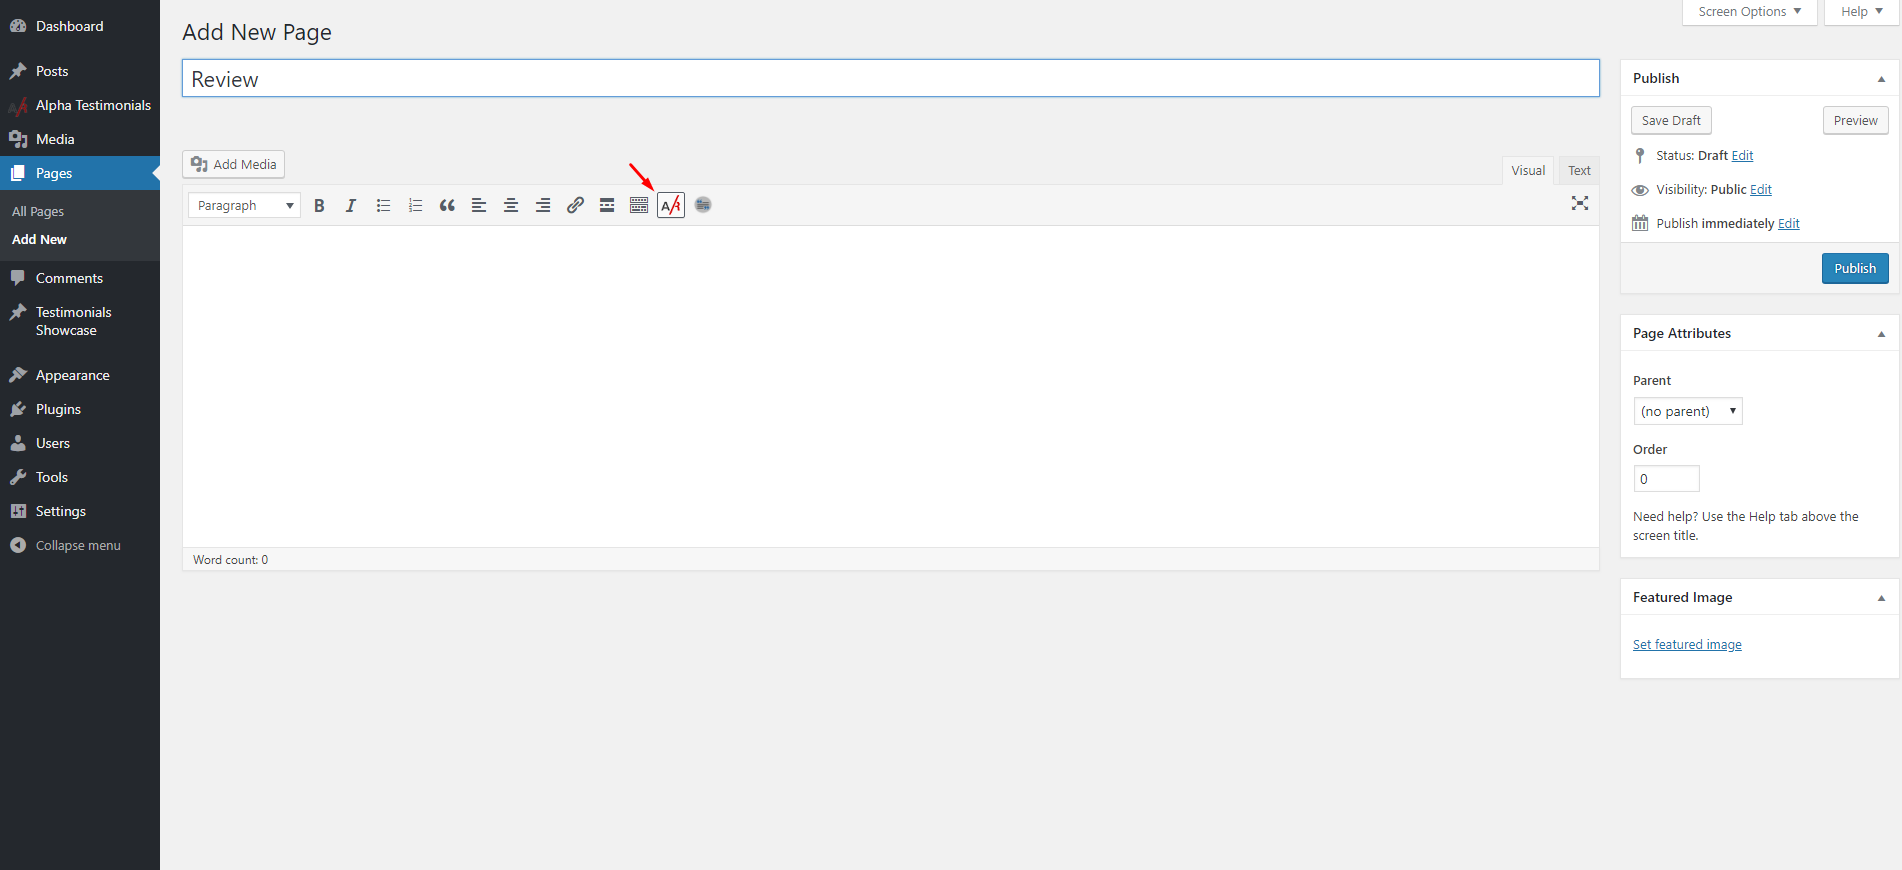 Dashboard
Posts
Alpha Testimonials
Media
Pages
All Pages
Add New
Comments
Testimonials
Showcase
Appearance
Plugins
Users
Tools
Settings
Collapse menu
Screen Options
Help
Add New Page
Review
Add Media
Visual
Text
Paragraph
B
I
A/R
Word count: 0
Publish
Save Draft
Preview
Status: Draft Edit
Visibility: Public Edit
Publish immediately Edit
Publish
Page Attributes
Parent
(no parent)
Order
0
Need help? Use the Help tab above the
screen title.
Featured Image
Set featured image